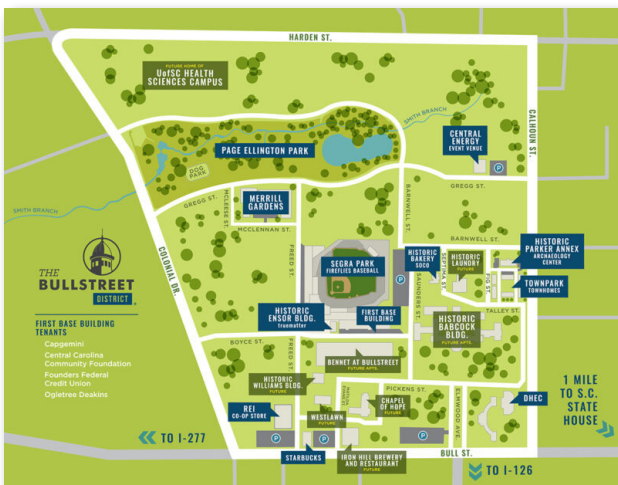 HARDEN ST.
FUTURE HOME OF
UofSC HEALTH
SCIENCES CAMPUS
SMITH BRANCH
CALHOUN ST.
CENTRAL
ENERGY
EVENT VENUE
P
PAGE ELLINGTON PARK
DOG
PARK
SMITH BRANCH
GREGG ST.
GREGG ST.
MCLEESE ST.
MERRILL
GARDENS
MCCLENNAN ST.
BARNWELL ST.
BARNWELL ST.
COLONIAL DR.
FREED ST.
SEGRA PARK
FIREFLIES BASEBALL
P
HISTORIC
BAKERY
SOCO
SEPTIMA ST.
HISTORIC
LAUNDRY
FUTURE
FIG ST.
HISTORIC
PARKER ANNEX
ARCHAEOLOGY
CENTER
TOWNPARK
TOWNHOMES
SAUNDERS ST.
THE
BULLSTREET
DISTRICT
HISTORIC
ENSOR BLDG.
truematter
FIRST BASE
BUILDING
HISTORIC
BABCOCK
BLDG.
FUTURE APTS.
TALLEY ST.
FIRST BASE BUILDING
TENANTS
Capgemini
Central Carolina
Community Foundation
Founders Federal
Credit Union
Ogletree Deakins
BOYCE ST.
FREED ST.
BENNET AT BULLSTREET
FUTURE APTS.
HISTORIC
WILLIAMS BLDG.
FUTURE
PICKENS ST.
ELMWOOD AVE.
CHAPEL
OF HOPE
FUTURE
DHEC
REI
CO-OP STORE
WESTLAWN
FUTURE
P
P
P
1 MILE
TO S.C.
STATE
HOUSE
TO I-277
STARBUCKS
IRON HILL BREWERY
AND RESTAURANT
FUTURE
BULL ST.
TO I-126